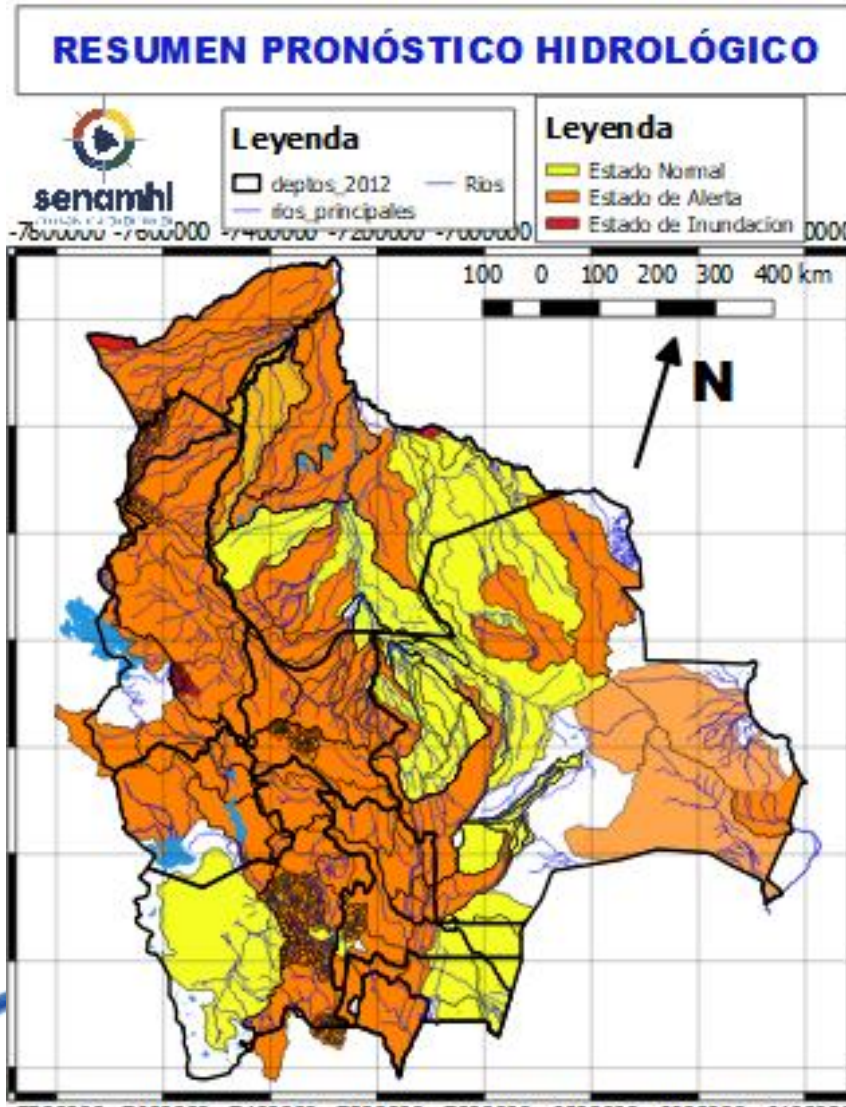 RESUMEN PRONÓSTICO HIDROLÓGICO
senamhi
Leyenda
deptos_2012
Rios
rios_principales
Leyenda
Estado Normal
Estado de Alerta
Estado de Inundacion
-7600000 -7400000 -7200000 -7000000
100 0 100 200 300 400 km
N